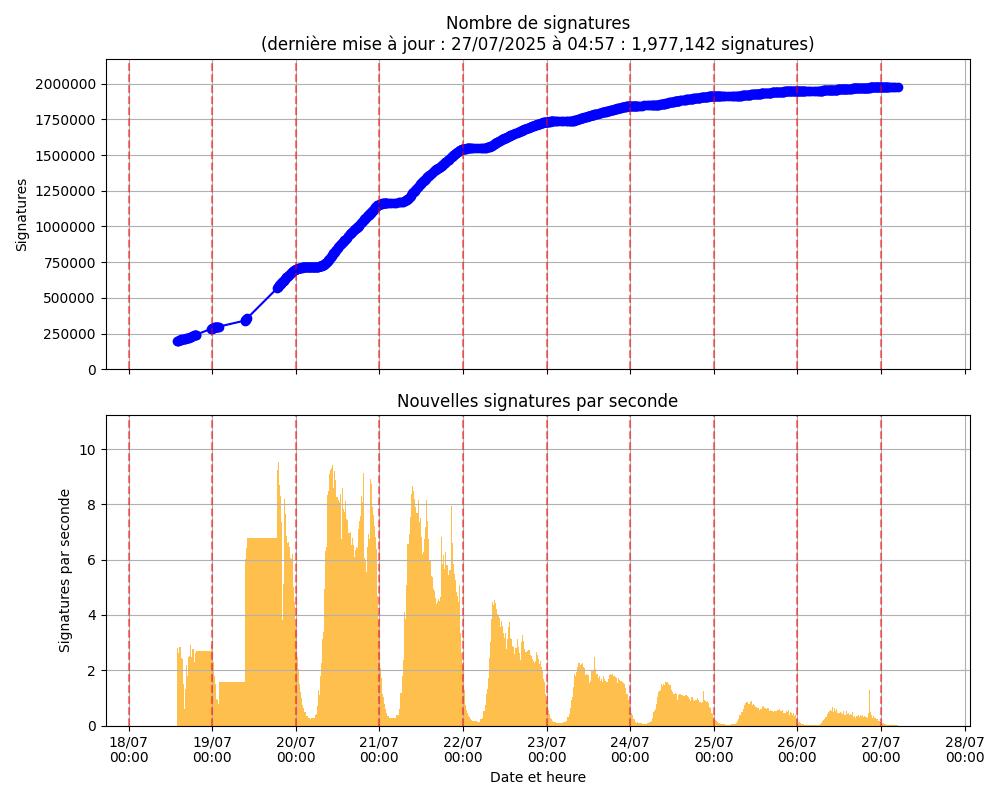 Nombre de signatures
(dernière mise à jour : 27/07/2025 à 04:57 : 1,977,142 signatures)
2000000
1750000
1500000
1250000
1000000
750000
500000
250000
0
Signatures
Nouvelles signatures par seconde
10
8
6
4
2
0
Signatures par seconde
18/07 19/07 20/07 21/07 22/07 23/07 24/07 25/07 26/07 27/07 28/07
00:00 00:00 00:00 00:00 00:00 00:00 00:00 00:00 00:00 00:00 00:00
Date et heure